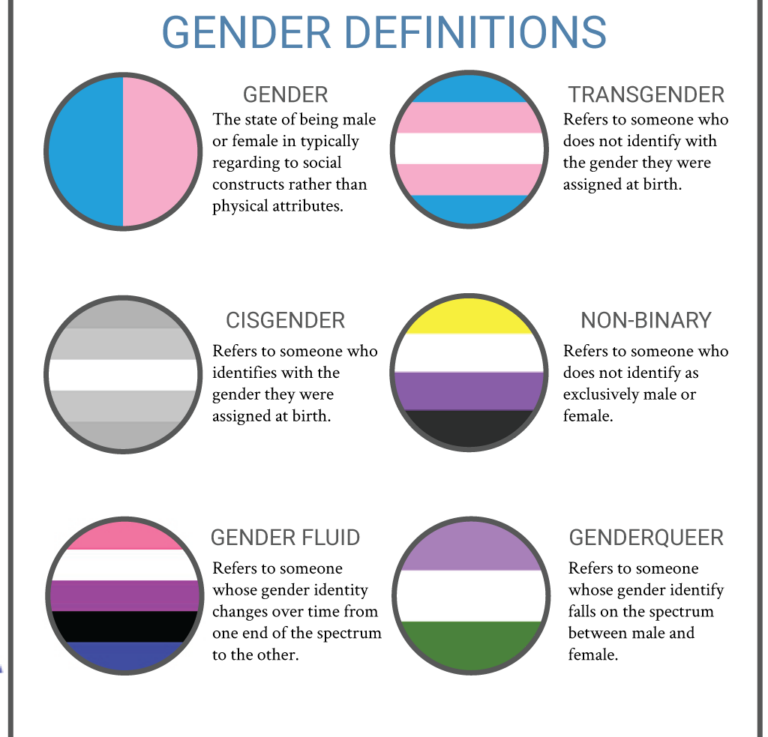 GENDER DEFINITIONS
GENDER
The state of being male
or female in typically
regarding to social
constructs rather than
physical attributes.
TRANSGENDER
Refers to someone who
does not identify with
the gender they were
assigned at birth.
CISGENDER
Refers to someone who
identifies with the
gender they were
assigned at birth.
NON-BINARY
Refers to someone who
does not identify as
exclusively male or
female.
GENDER FLUID
Refers to someone
whose gender identity
changes over time from
one end of the spectrum
to the other.
GENDERQUEER
Refers to someone
whose gender identify
falls on the spectrum
between male and
female.